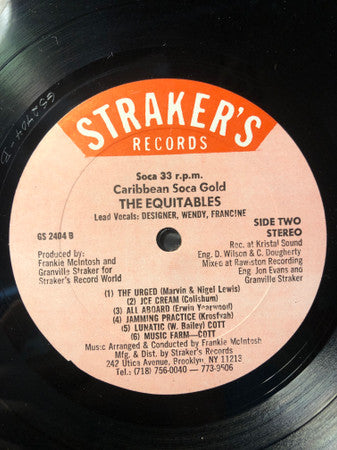 STRAKER'S
RECORDS
Soca 33 r.p.m.
Caribbean Soca Gold
THE EQUITABLES
Lead Vocals: DESIGNER, WENDY, FRANCINE
GS 2404 B
SIDE TWO
STEREO
Produced by:
Frankie McIntosh and
Granville Straker for
Straker's Record World
Rec. at Kristal Sound
Eng. D. Wilson & C. Dougherty
Mixed at Rawlston Recording
Eng. Jon Evans and
Granville Straker
(1) THE URGED (Marvin & Nigel Lewis)
(2) JCE CREAM (Colishum)
(3) ALL ABOARD (Erwin Yearwood)
(4) JAMMING PRACTICE (Krosfyah)
(5) LUNATIC (W. Bailey) COTT
(6) MUSIC FARM—COTT
Music Arranged & Conducted by Frankie McIntosh
Mfg. & Dist. by Straker's Records
242 Utica Avenue, Brooklyn, NY 11213
Tel.: (718) 756-0040 — 773-9506
GS2404-B